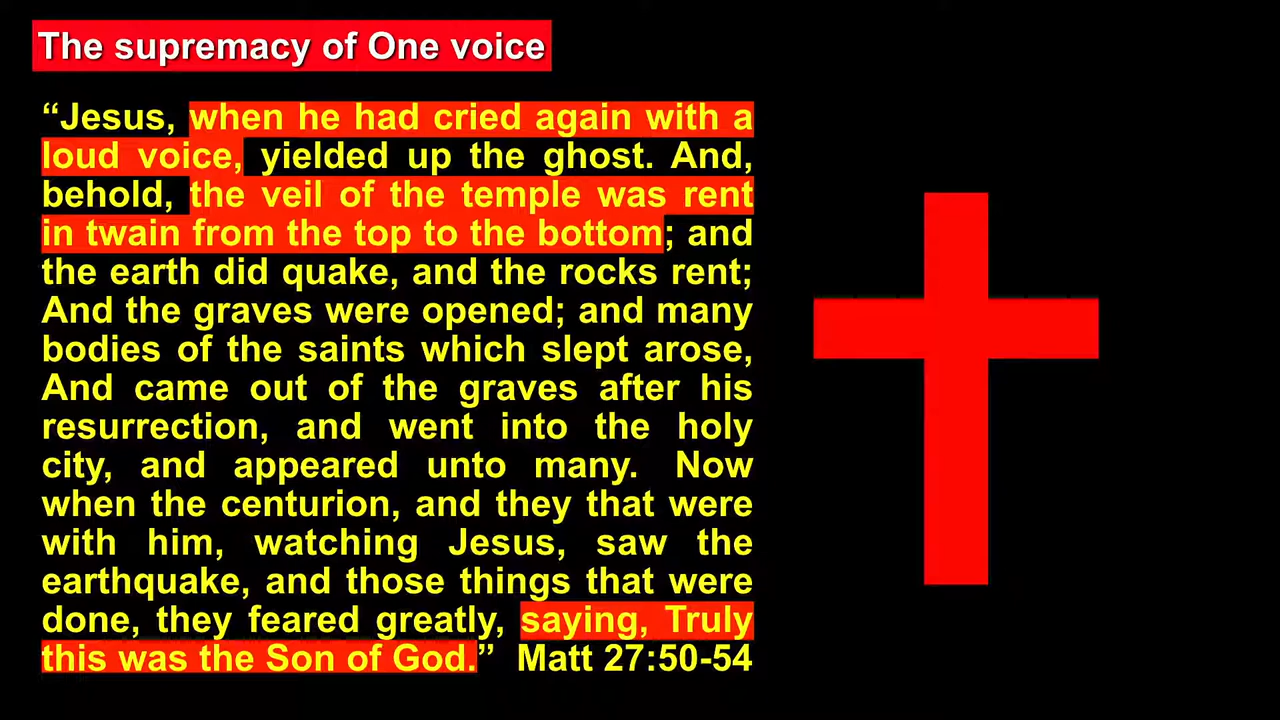 The supremacy of One voice
“Jesus, when he had cried again with a
loud voice, yielded up the ghost. And,
behold, the veil of the temple was rent
in twain from the top to the bottom; and
the earth did quake, and the rocks rent;
And the graves were opened; and many
bodies of the saints which slept arose,
And came out of the graves after his
resurrection, and went into the holy
city, and appeared unto many. Now
when the centurion, and they that were
with him, watching Jesus, saw the
earthquake, and those things that were
done, they feared greatly, saying, Truly
this was the Son of God.” Matt 27:50-54